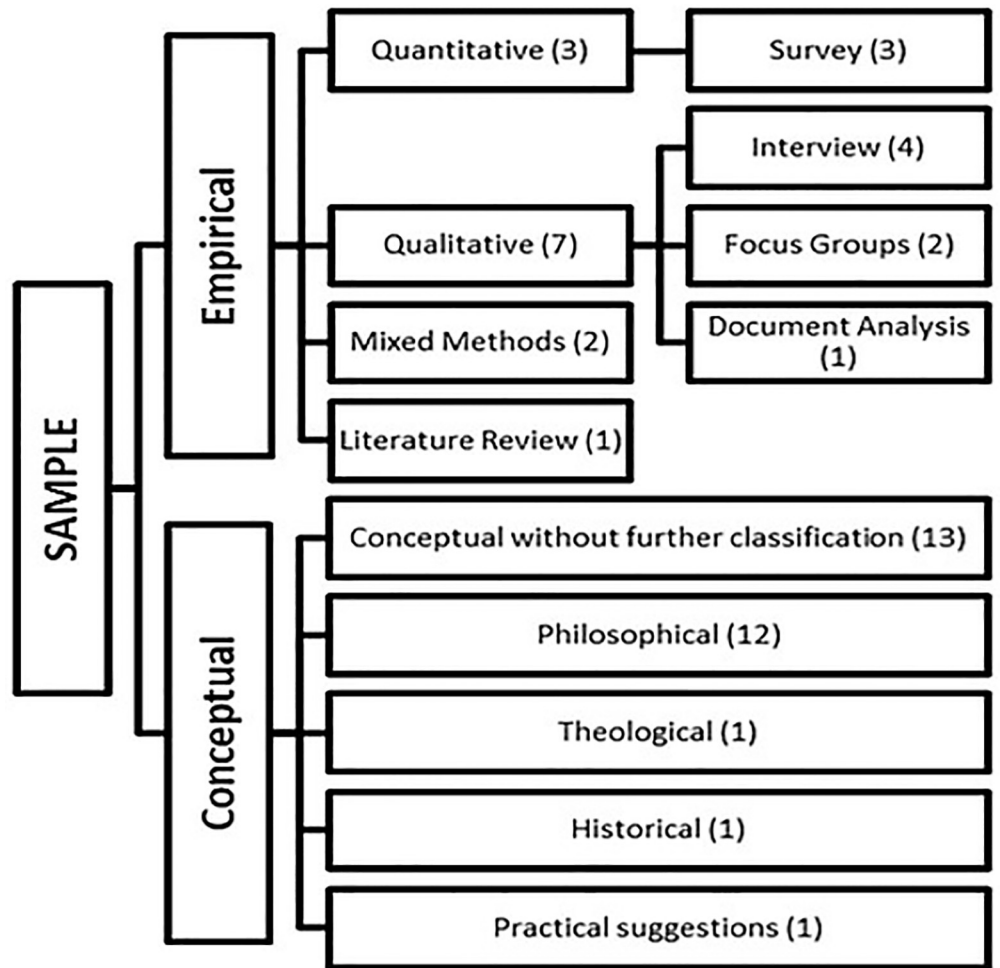 SAMPLE
Empirical
Quantitative (3)
Survey (3)
Qualitative (7)
Interview (4)
Focus Groups (2)
Document Analysis
(1)
Mixed Methods (2)
Literature Review (1)
Conceptual
Conceptual without further classification (13)
Philosophical (12)
Theological (1)
Historical (1)
Practical suggestions (1)